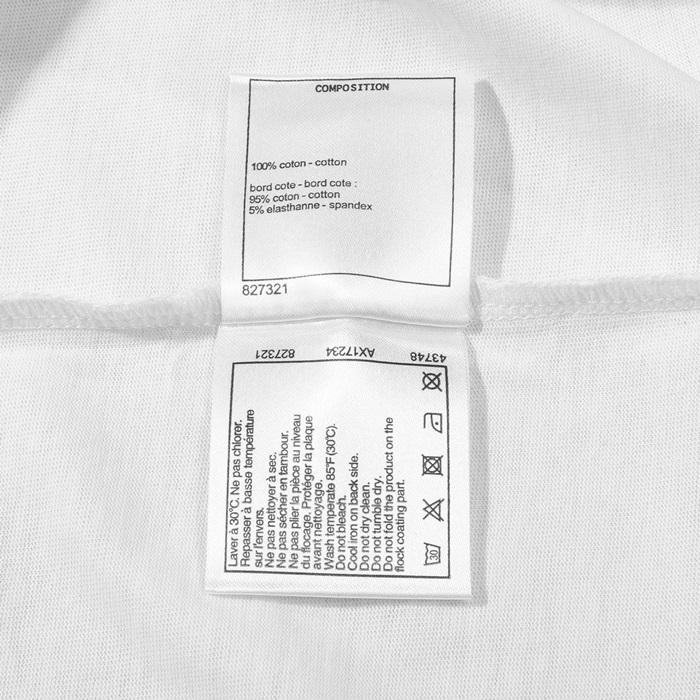 COMPOSITION
100% coton - cotton
bord cote - bord cote :
95% coton - cotton
5% elasthanne - spandex
827321
43748 AX17234 827321
Laver à 30°C. Ne pas chlorer.
Repasser à basse température
sur l'envers.
Ne pas nettoyer à sec.
Ne pas sécher en tambour.
Ne pas plier la pièce au niveau
du flocage. Protéger la plaque
avant nettoyage.
Wash temperate 85°F (30°C).
Do not bleach.
Cool iron on back side.
Do not dry clean.
Do not tumble dry.
Do not fold the product on the
flock coating part.
30